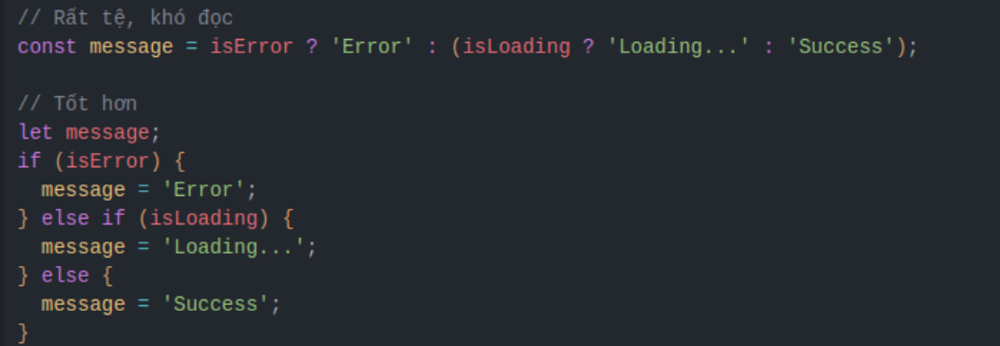 // Rất tệ, khó đọc
const message = isError ? 'Error' : (isLoading ? 'Loading...' : 'Success');
// Tốt hơn
let message;
if (isError) {
  message = 'Error';
} else if (isLoading) {
  message = 'Loading...';
} else {
  message = 'Success';
}